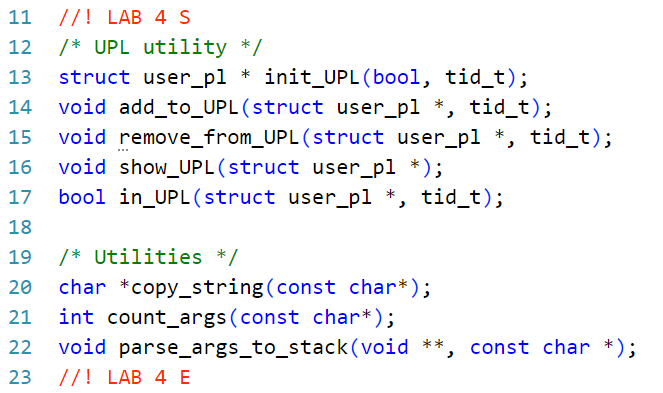 11 //! LAB 4 S
12 /* UPL utility */
13 struct user_pl * init_UPL(bool, tid_t);
14 void add_to_UPL(struct user_pl *, tid_t);
15 void remove_from_UPL(struct user_pl *, tid_t);
16 void show_UPL(struct user_pl *);
17 bool in_UPL(struct user_pl *, tid_t);
18
19 /* Utilities */
20 char *copy_string(const char*);
21 int count_args(const char*);
22 void parse_args_to_stack(void **, const char *);
23 //! LAB 4 E